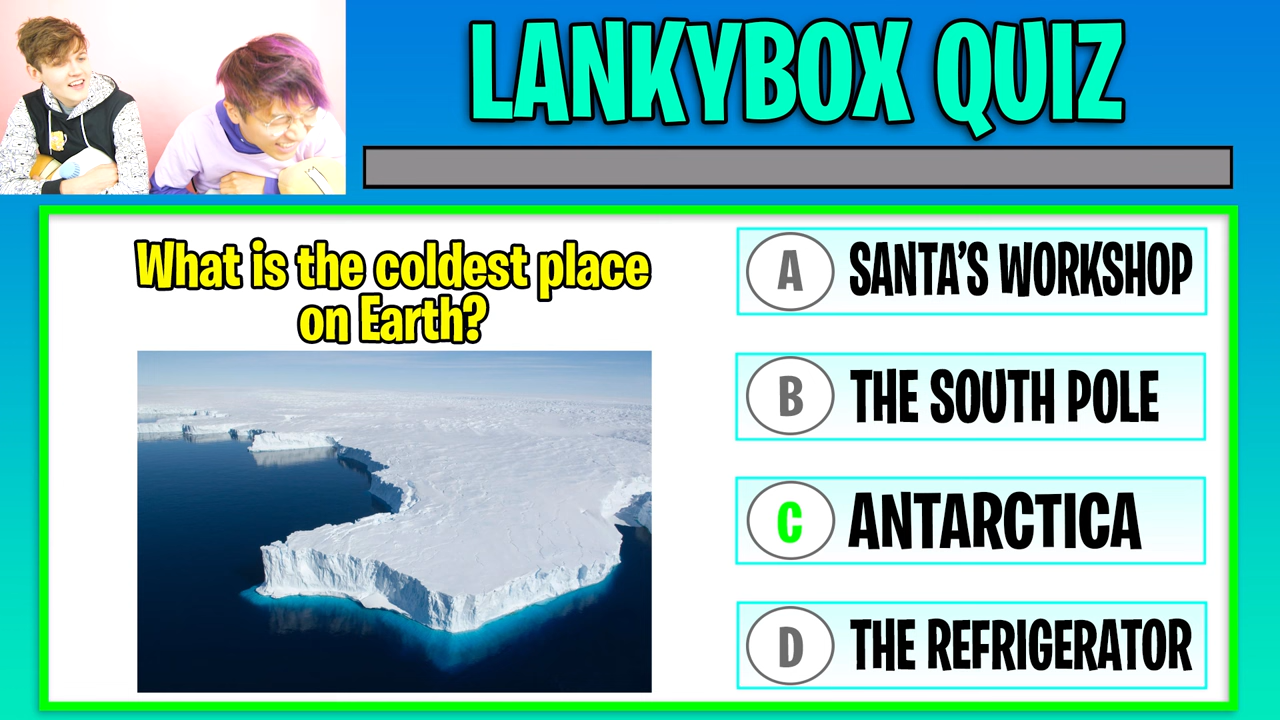 LANKYBOX QUIZ
What is the coldest place
on Earth?
A SANTA'S WORKSHOP
B THE SOUTH POLE
C ANTARCTICA
D THE REFRIGERATOR